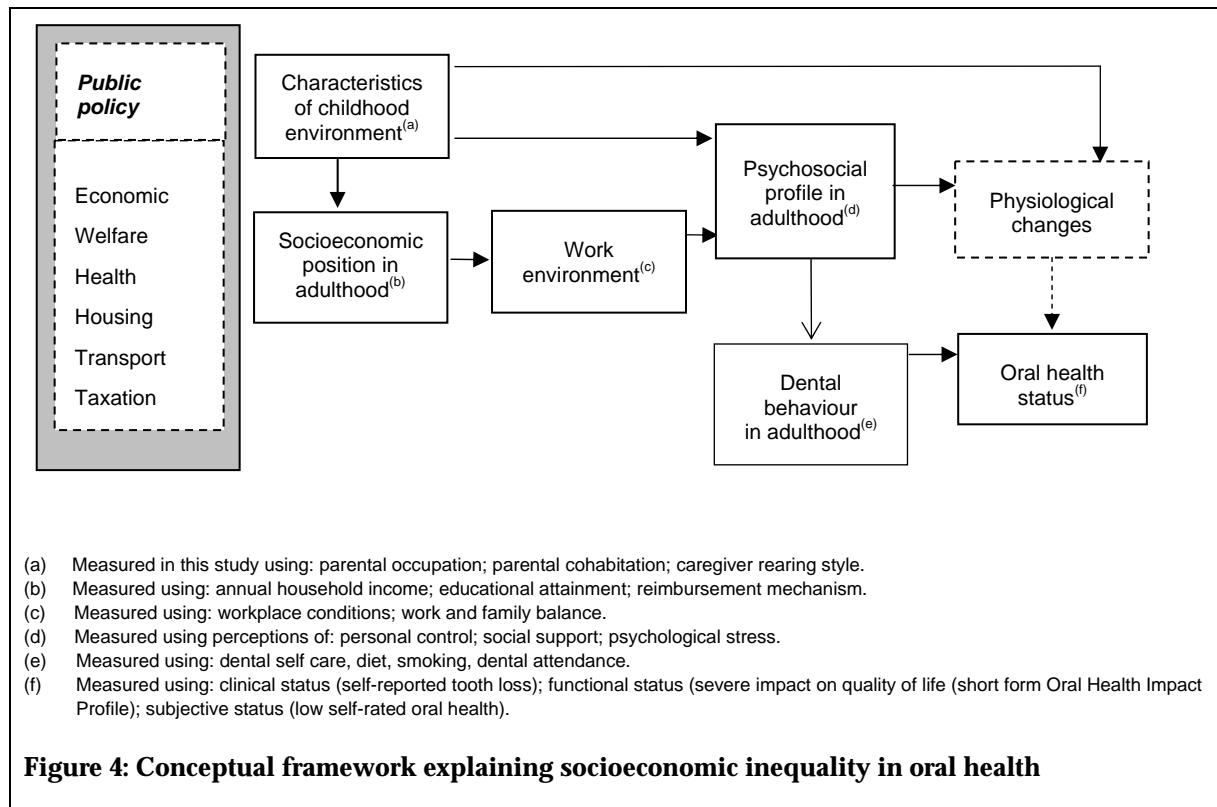 Public
policy
Economic
Welfare
Health
Housing
Transport
Taxation
Characteristics
of childhood
environment(a)
Socioeconomic
position in
adulthood(b)
Work
environment(c)
Psychosocial
profile in
adulthood(d)
Physiological
changes
Dental
behaviour
in adulthood(e)
Oral health
status(f)
(a) Measured in this study using: parental occupation; parental cohabitation; caregiver rearing style.
(b) Measured using: annual household income; educational attainment; reimbursement mechanism.
(c) Measured using: workplace conditions; work and family balance.
(d) Measured using perceptions of: personal control; social support; psychological stress.
(e) Measured using: dental self care, diet, smoking, dental attendance.
(f) Measured using: clinical status (self-reported tooth loss); functional status (severe impact on quality of life (short form Oral Health Impact
Profile); subjective status (low self-rated oral health).
Figure 4: Conceptual framework explaining socioeconomic inequality in oral health